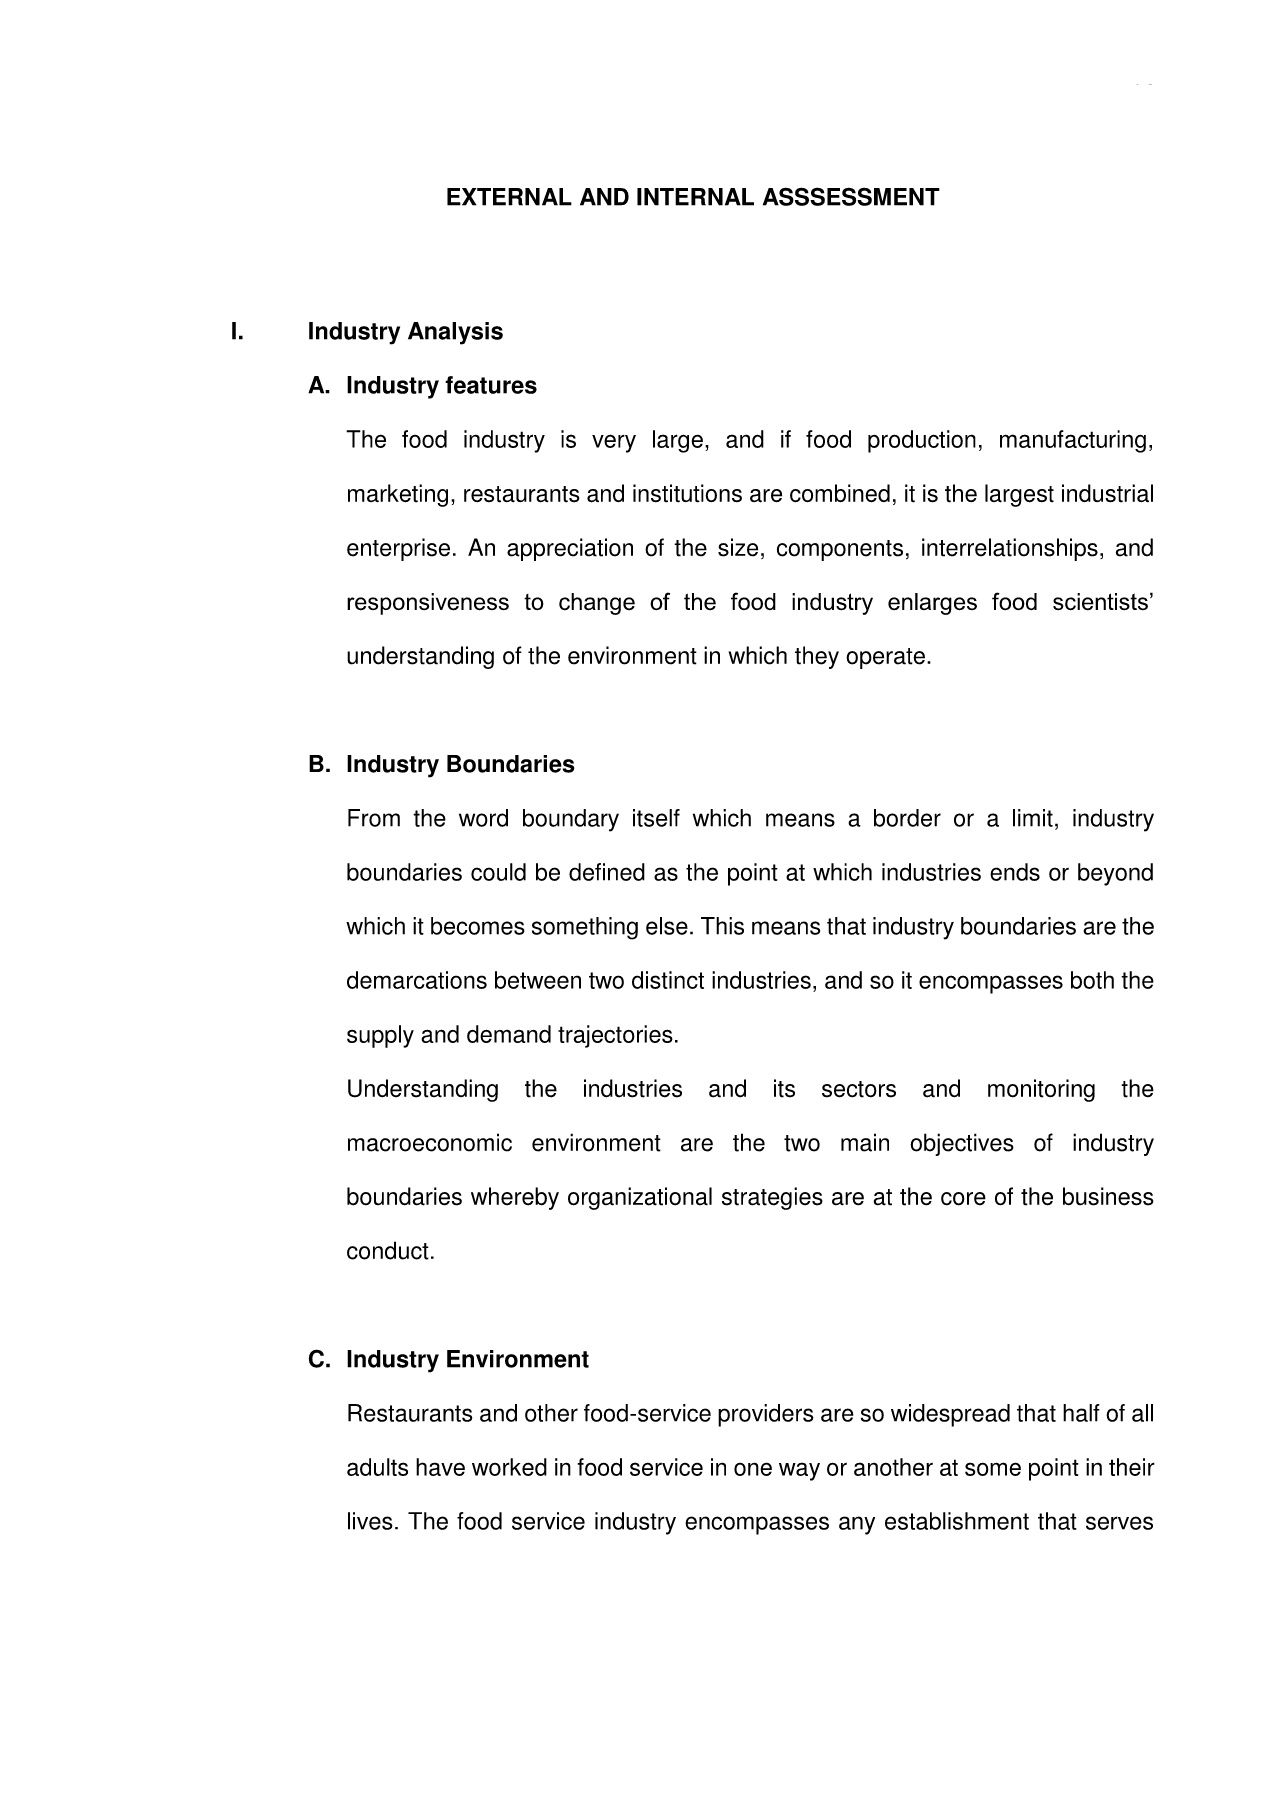 EXTERNAL AND INTERNAL ASSSESSMENT
I. Industry Analysis
A. Industry features
The food industry is very large, and if food production, manufacturing,
marketing, restaurants and institutions are combined, it is the largest industrial
enterprise. An appreciation of the size, components, interrelationships, and
responsiveness to change of the food industry enlarges food scientists’
understanding of the environment in which they operate.
B. Industry Boundaries
From the word boundary itself which means a border or a limit, industry
boundaries could be defined as the point at which industries ends or beyond
which it becomes something else. This means that industry boundaries are the
demarcations between two distinct industries, and so it encompasses both the
supply and demand trajectories.
Understanding the industries and its sectors and monitoring the
macroeconomic environment are the two main objectives of industry
boundaries whereby organizational strategies are at the core of the business
conduct.
C. Industry Environment
Restaurants and other food-service providers are so widespread that half of all
adults have worked in food service in one way or another at some point in their
lives. The food service industry encompasses any establishment that serves